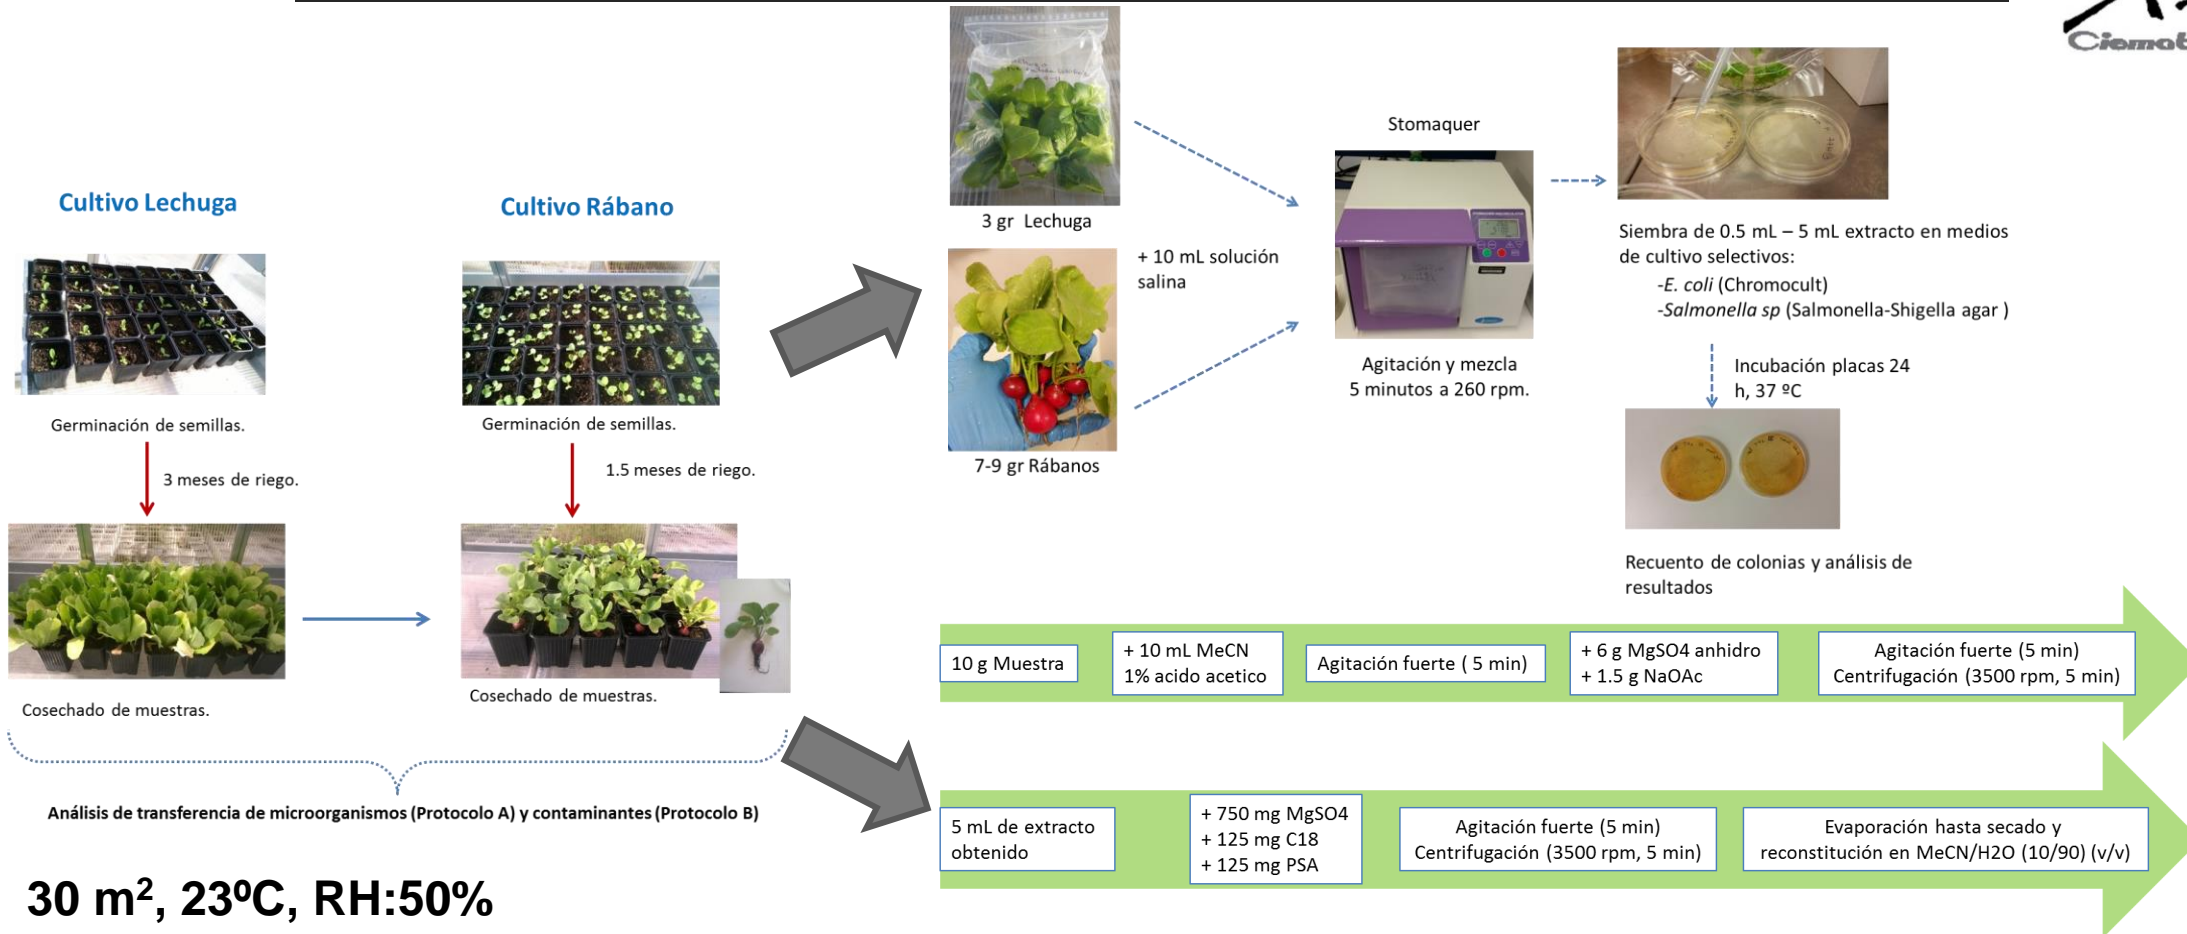 Ciemat
Cultivo Lechuga
Germinación de semillas.
3 meses de riego.
Cosechado de muestras.
Cultivo Rábano
Germinación de semillas.
1.5 meses de riego.
Cosechado de muestras.
Análisis de transferencia de microorganismos (Protocolo A) y contaminantes (Protocolo B)
30 m², 23ºC, RH:50%
3 gr Lechuga
+ 10 mL solución
salina
7-9 gr Rábanos
Stomaquer
Agitación y mezcla
5 minutos a 260 rpm.
Siembra de 0.5 mL – 5 mL extracto en medios
de cultivo selectivos:
-E. coli (Chromocult)
-Salmonella sp (Salmonella-Shigella agar )
Incubación placas 24
h, 37 ºC
Recuento de colonias y análisis de
resultados
10 g Muestra
+ 10 mL MeCN
1% acido acetico
Agitación fuerte ( 5 min)
+ 6 g MgSO4 anhidro
+ 1.5 g NaOAc
Agitación fuerte (5 min)
Centrifugación (3500 rpm, 5 min)
5 mL de extracto
obtenido
+ 750 mg MgSO4
+ 125 mg C18
+ 125 mg PSA
Agitación fuerte (5 min)
Centrifugación (3500 rpm, 5 min)
Evaporación hasta secado y
reconstitución en MeCN/H2O (10/90) (v/v)